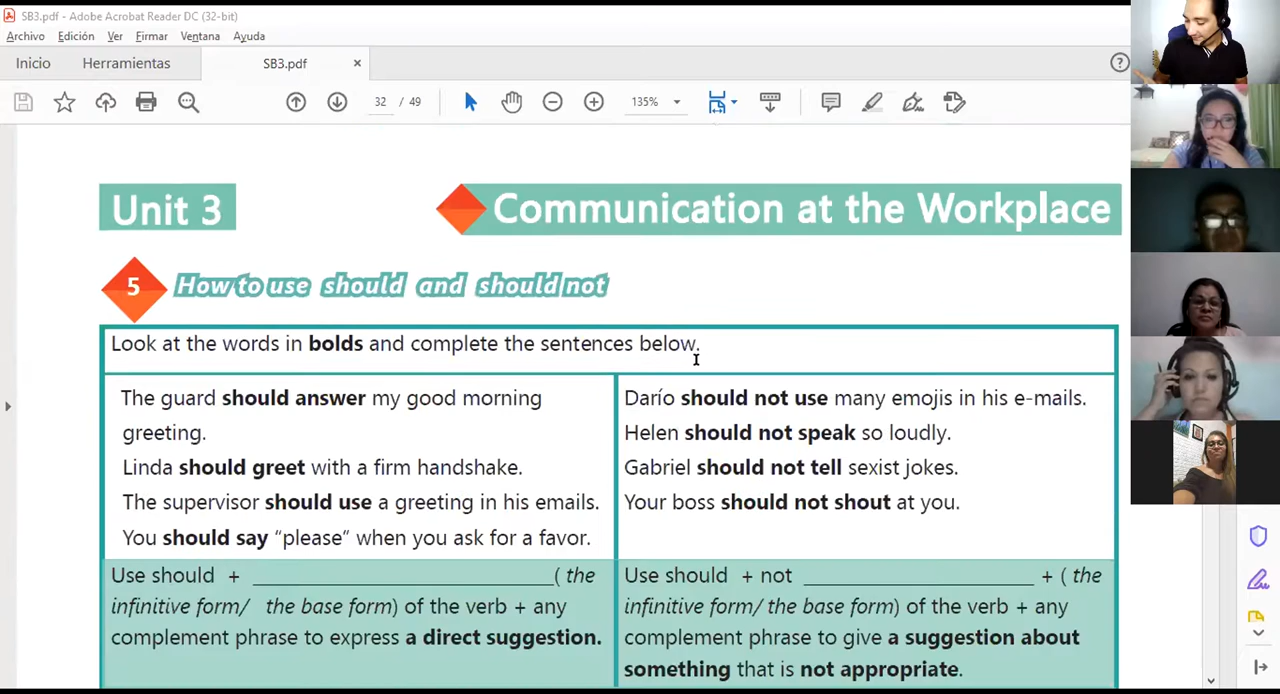 SB3.pdf - Adobe Acrobat Reader DC (32-bit)
Archivo Edición Ver Firmar Ventana Ayuda
Inicio Herramientas SB3.pdf × ?
32 / 49 135%
Unit 3 Communication at the Workplace
5 How to use should and should not
Look at the words in bolds and complete the sentences below.
The guard should answer my good morning
greeting.
Linda should greet with a firm handshake.
The supervisor should use a greeting in his emails.
You should say “please” when you ask for a favor.
Darío should not use many emojis in his e-mails.
Helen should not speak so loudly.
Gabriel should not tell sexist jokes.
Your boss should not shout at you.
Use should + ______________________________( the
infinitive form/ the base form) of the verb + any
complement phrase to express a direct suggestion.
Use should + not _______________________ + ( the
infinitive form/ the base form) of the verb + any
complement phrase to give a suggestion about
something that is not appropriate.